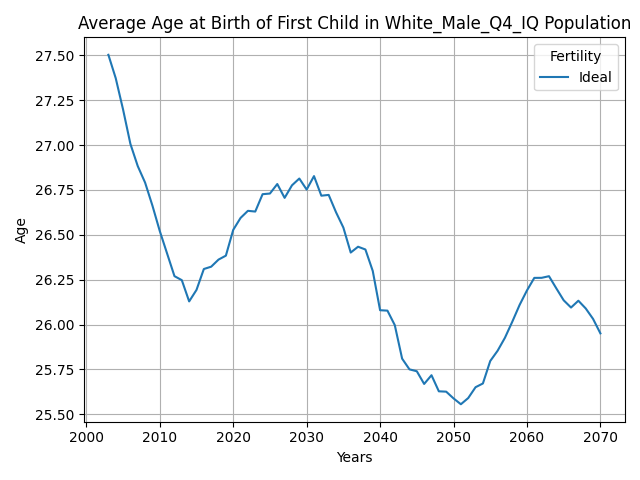 Average Age at Birth of First Child in White_Male_Q4_IQ Population
Fertility
Ideal
Age
27.50
27.25
27.00
26.75
26.50
26.25
26.00
25.75
25.50
2000 2010 2020 2030 2040 2050 2060 2070
Years